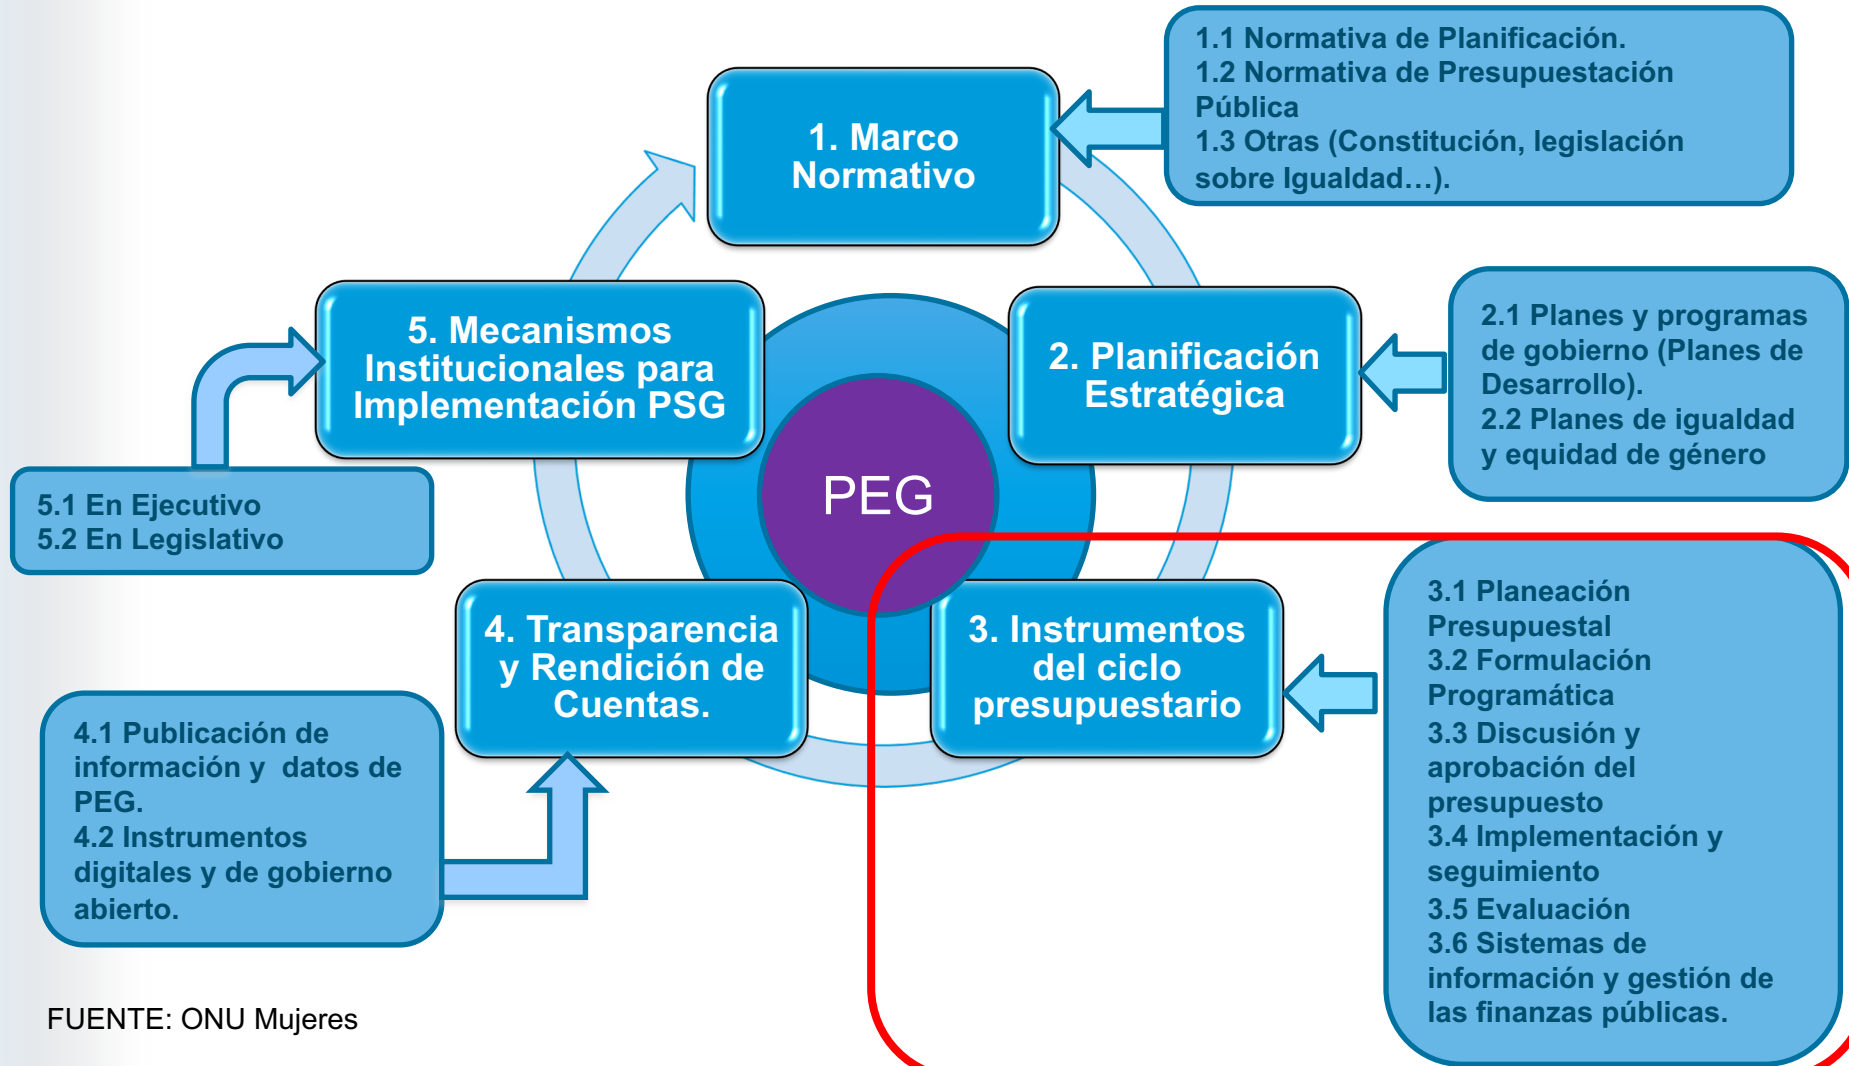 1. Marco
Normativo
1.1 Normativa de Planificación.
1.2 Normativa de Presupuestación
Pública
1.3 Otras (Constitución, legislación
sobre Igualdad…).
2. Planificación
Estratégica
2.1 Planes y programas
de gobierno (Planes de
Desarrollo).
2.2 Planes de igualdad
y equidad de género
3. Instrumentos
del ciclo
presupuestario
3.1 Planeación
Presupuestal
3.2 Formulación
Programática
3.3 Discusión y
aprobación del
presupuesto
3.4 Implementación y
seguimiento
3.5 Evaluación
3.6 Sistemas de
información y gestión de
las finanzas públicas.
4. Transparencia
y Rendición de
Cuentas.
4.1 Publicación de
información y  datos de
PEG.
4.2 Instrumentos
digitales y de gobierno
abierto.
5. Mecanismos
Institucionales para
Implementación PSG
5.1 En Ejecutivo
5.2 En Legislativo
PEG
FUENTE: ONU Mujeres